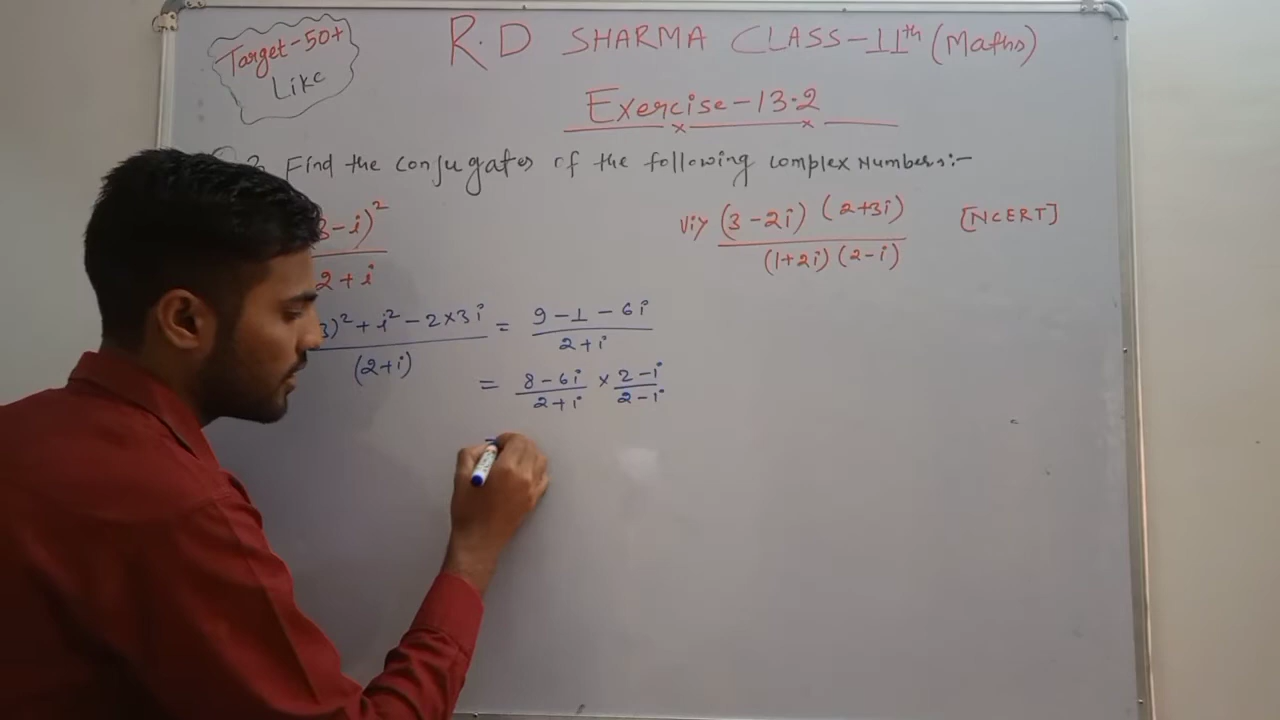 Target-50+
Like
R.D SHARMA CLASS-11th (Maths)
Exercise-13.2
Find the conjugates of the following complex Numbers:-
3-i)²
2+i
vi) (3-2i) (2+3i) [NCERT]
(1+2i) (2-i)
3)² + i² - 2×3i = 9-1-6i
(2+i) 2+i
= 8-6i × 2-i
2+i 2-i